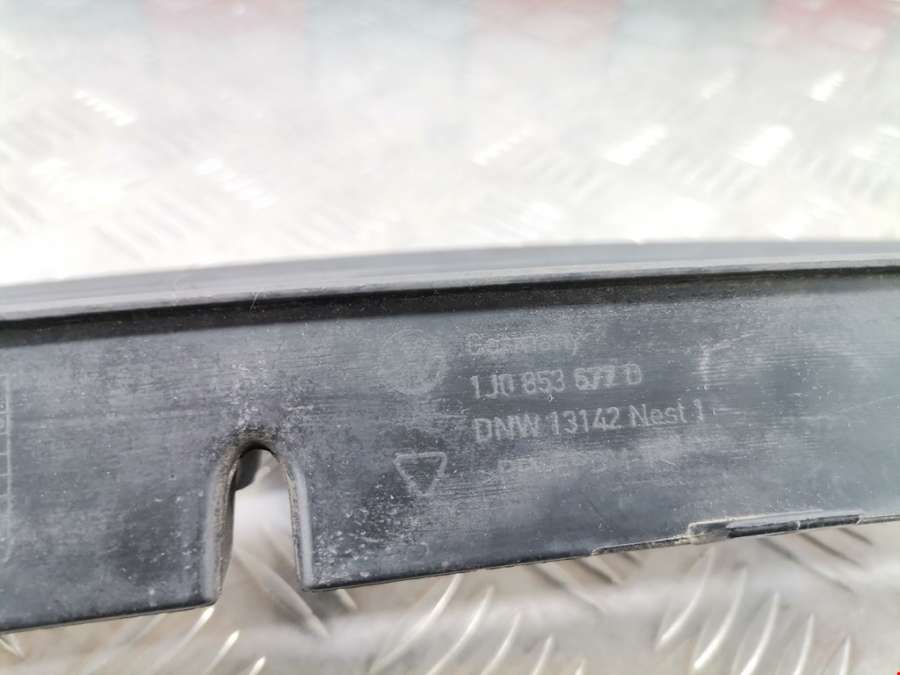 Germany
1J0 853 677 D
DNW 13142 Nest 1